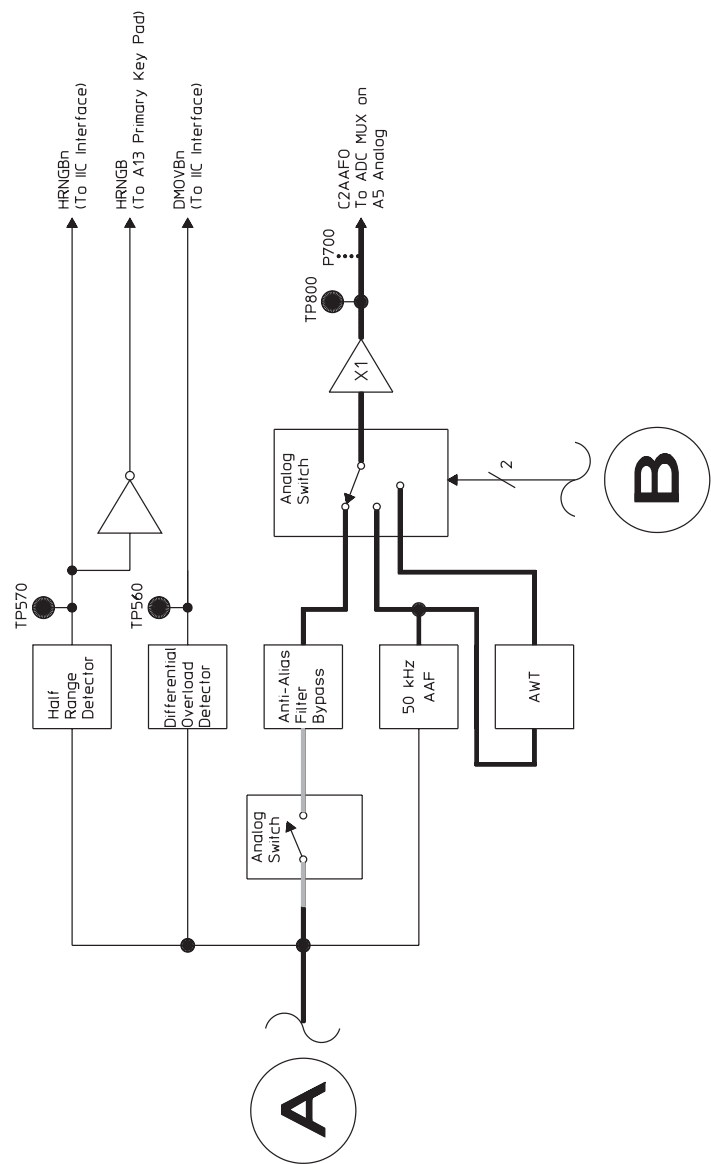 HRNGBn
(To IIC Interface)
HRNGB
(To A13 Primary Key Pad)
DMOVBn
(To IIC Interface)
TP570
TP560
Half
Range
Detector
Differential
Overload
Detector
C2AAFO
To ADC MUX on
A5 Analog
P700
TP800
X1
Analog
Switch
2
B
Anti-Alias
Filter
Bypass
50 kHz
AAF
AWT
Analog
Switch
A